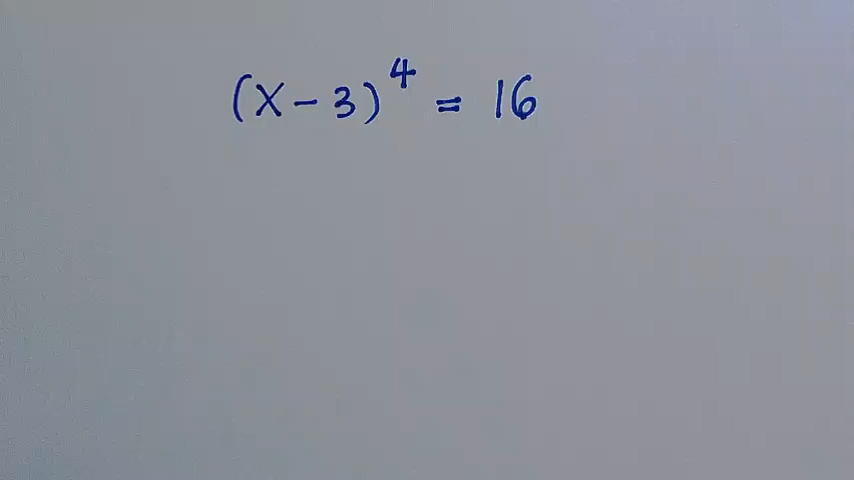 (x - 3)⁴ = 16